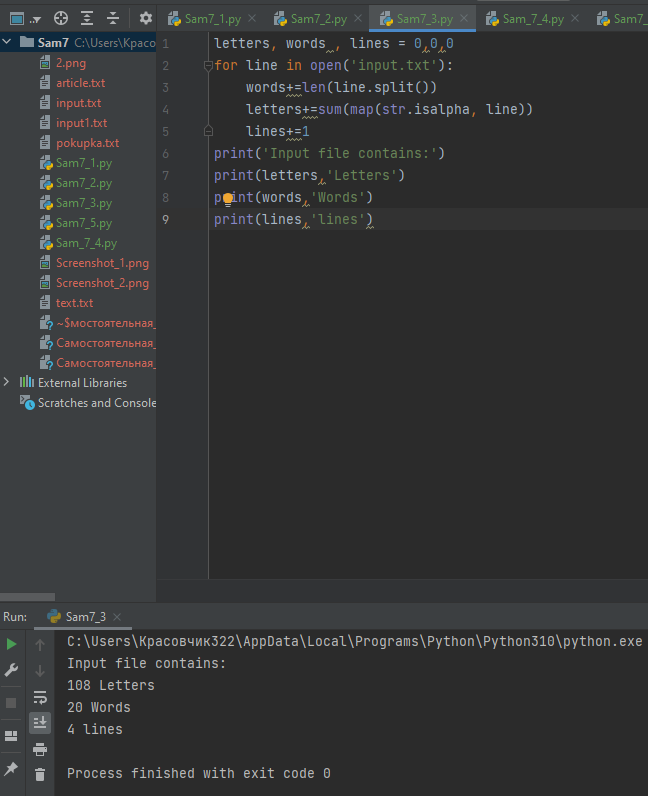 Sam7_1.py Sam7_2.py Sam7_3.py Sam_7_4.py Sam7_
Sam7 C:\Users\Красо
2.png
article.txt
input.txt
input1.txt
pokupka.txt
Sam7_1.py
Sam7_2.py
Sam7_3.py
Sam7_5.py
Sam_7_4.py
Screenshot_1.png
Screenshot_2.png
text.txt
~$мостоятельная_
Самостоятельная_
Самостоятельная_
External Libraries
Scratches and Console
1 letters, words , lines = 0,0,0
2 for line in open('input.txt'):
3 words+=len(line.split())
4 letters+=sum(map(str.isalpha, line))
5 lines+=1
6 print('Input file contains:')
7 print(letters,'Letters')
8 print(words,'Words')
9 print(lines,'lines')
Run: Sam7_3
C:\Users\Красовчик322\AppData\Local\Programs\Python\Python310\python.exe
Input file contains:
108 Letters
20 Words
4 lines
Process finished with exit code 0